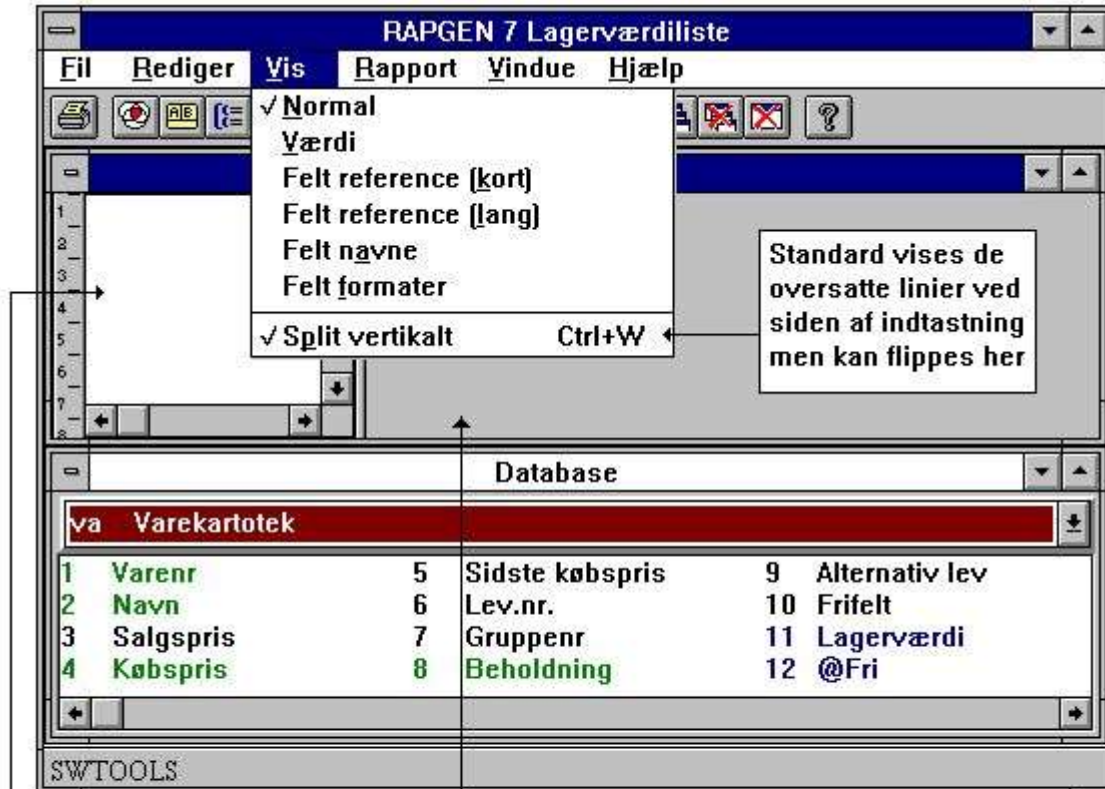 RAPGEN 7 Lagerværdiliste
Fil Rediger Vis Rapport Vindue Hjælp
AB
?
√ Normal
Værdi
Felt reference (kort)
Felt reference (lang)
Felt navne
Felt formater
√ Split vertikalt Ctrl+W
Standard vises de
oversatte linier ved
siden af indtastning
men kan flippes her
1
2
3
4
5
6
7
8
Database
va Varekartotek
1 Varenr 5 Sidste købspris 9 Alternativ lev
2 Navn 6 Lev.nr. 10 Frifelt
3 Salgspris 7 Gruppenr 11 Lagerværdi
4 Købspris 8 Beholdning 12 @Fri
SWTOOLS